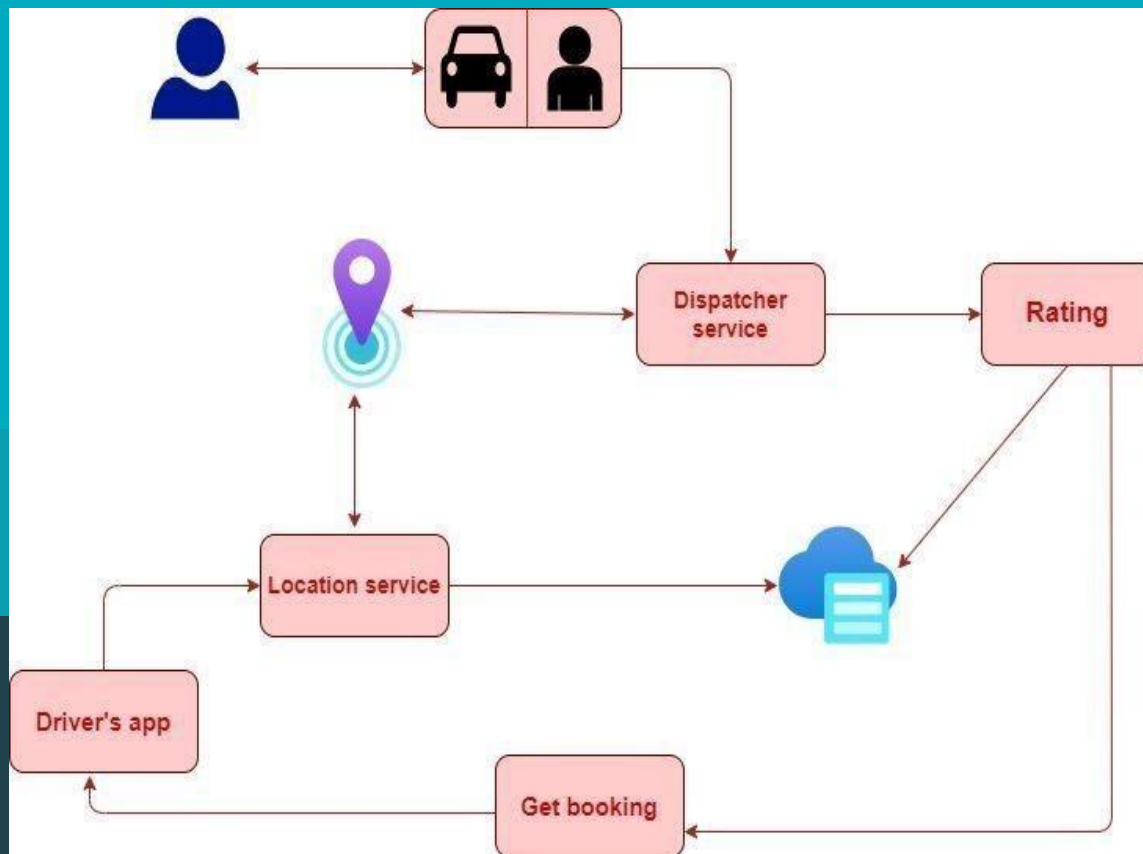 Dispatcher
service
Rating
Location service
Driver's app
Get booking